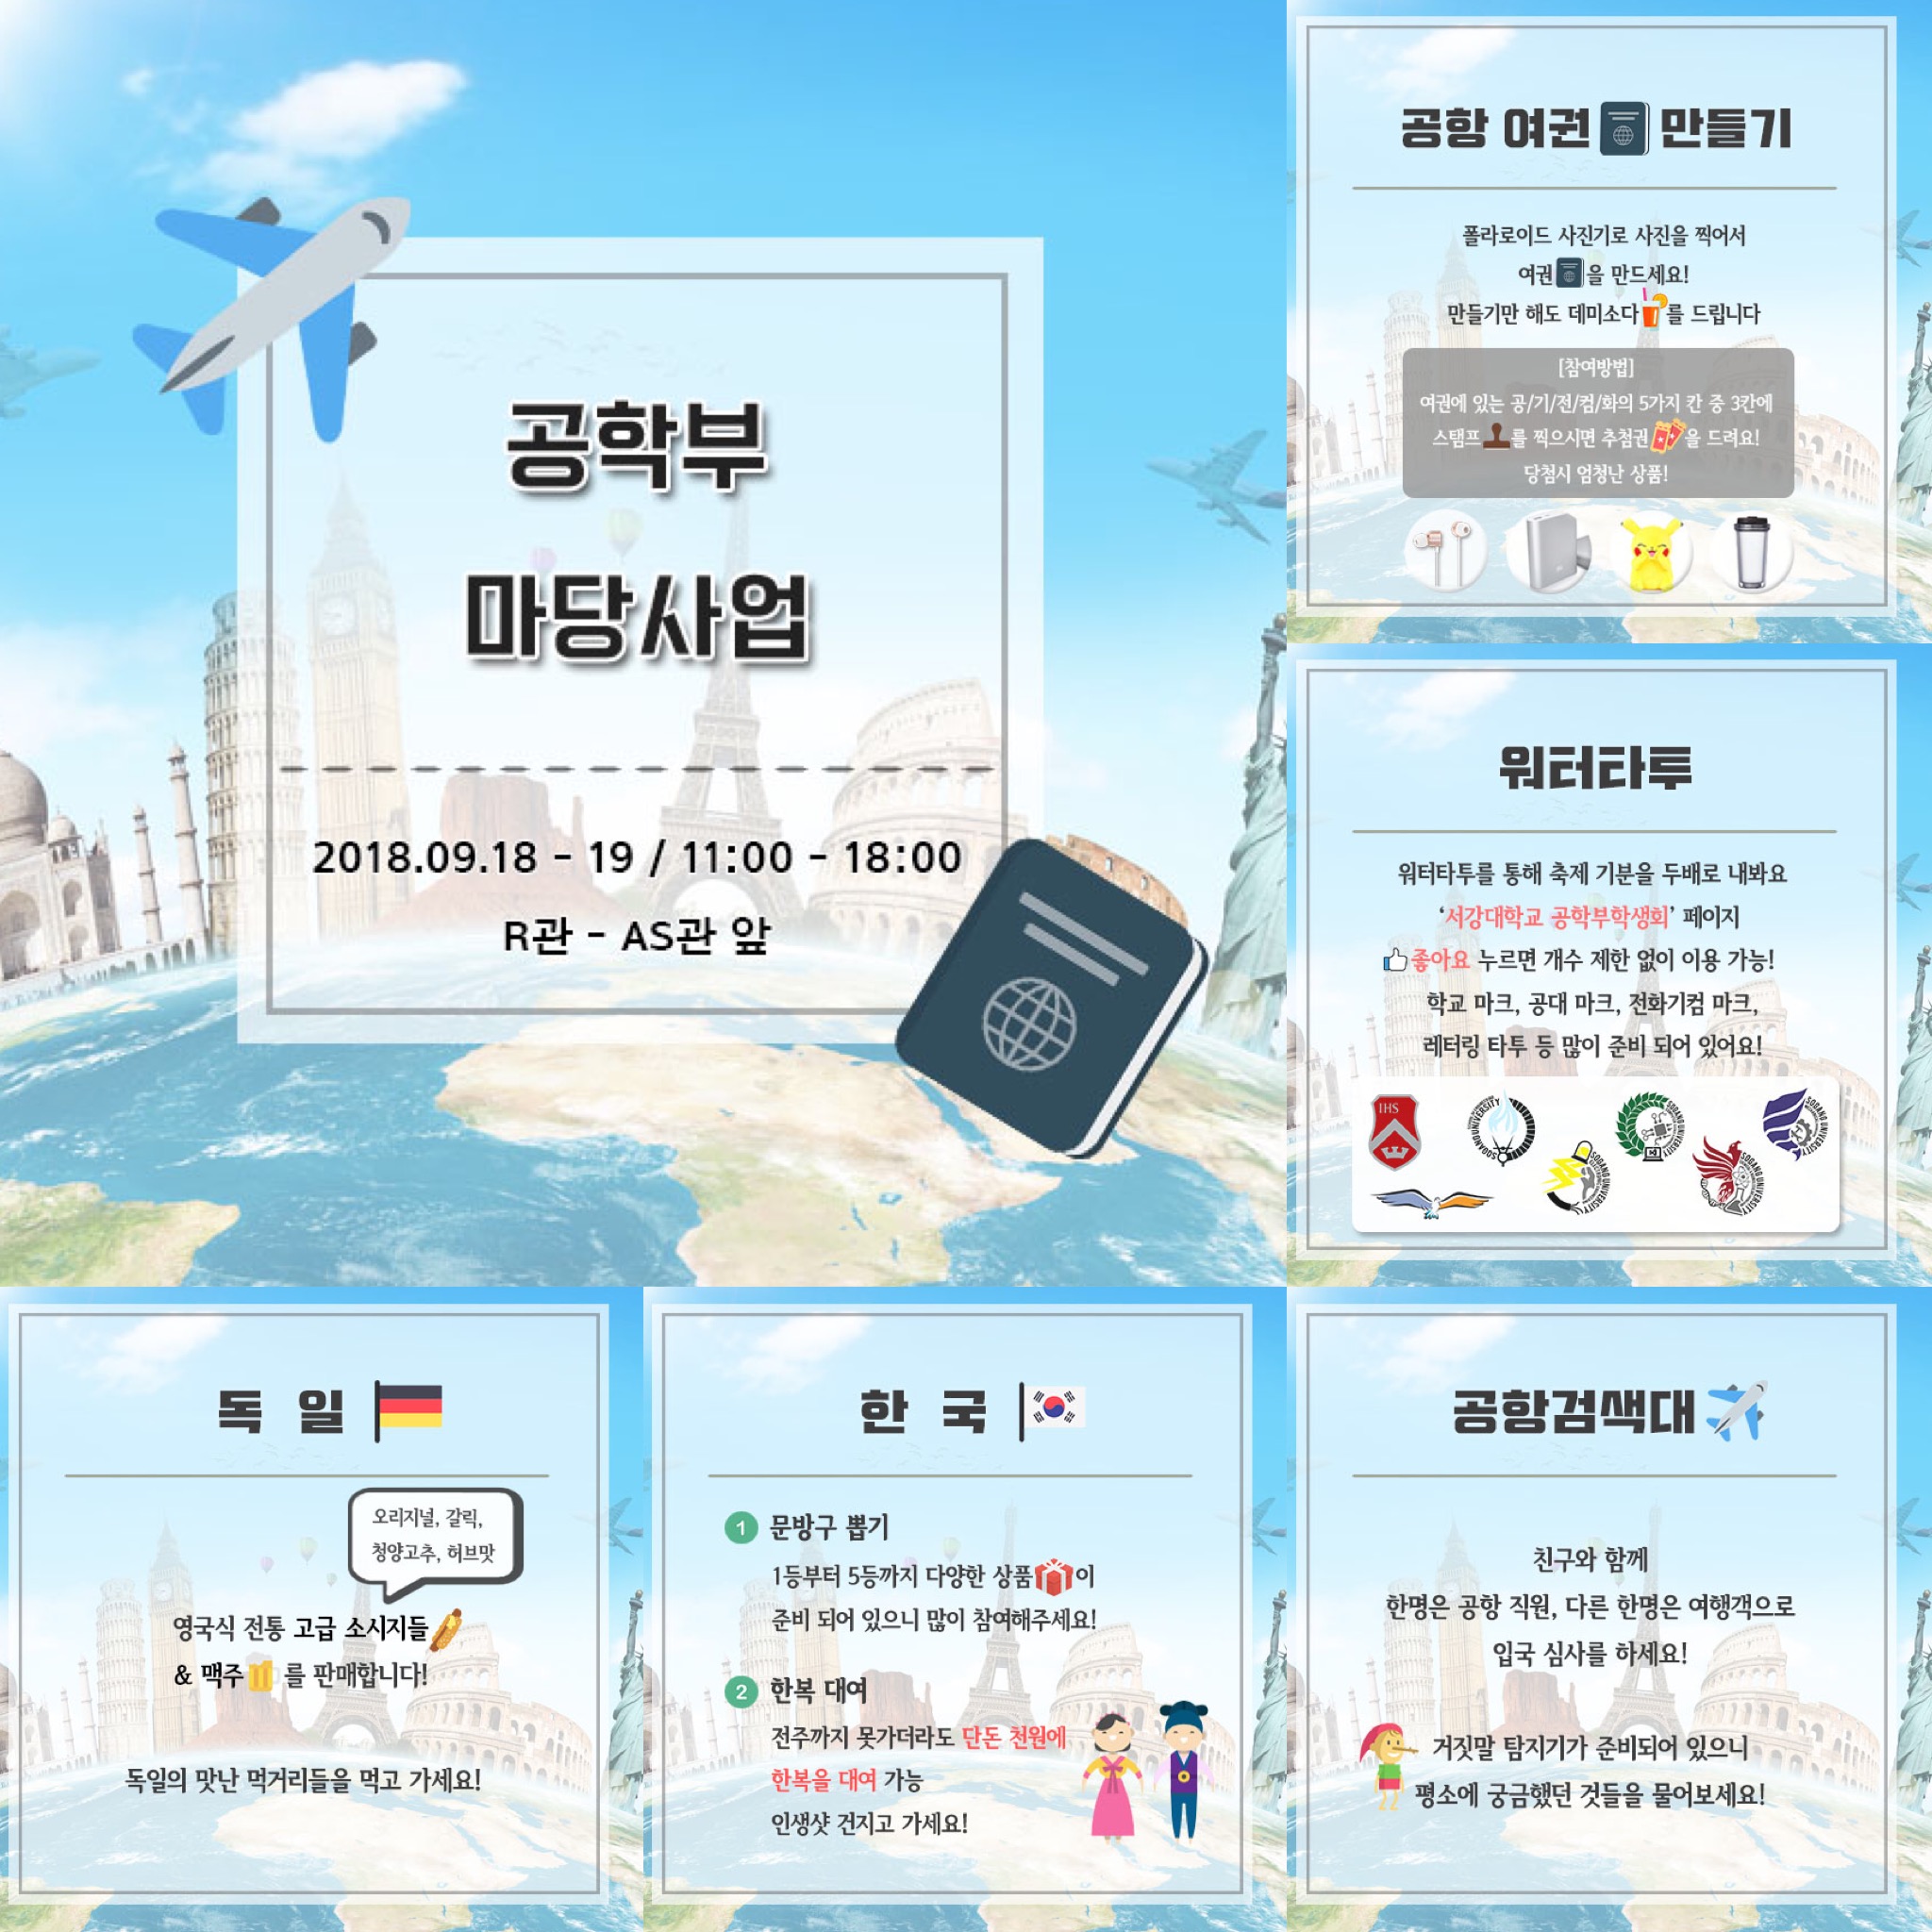 공학부
마당사업
2018.09.18 - 19 / 11:00 - 18:00
R관 - AS관 앞
공항 여권 만들기
폴라로이드 사진기로 사진을 찍어서
여권을 만드세요!
만들기만 해도 데미소다를 드립니다
[참여방법]
여권에 있는 공/기/전/컴/화의 5가지 칸 중 3칸에
스탬프를 찍으시면 추첨권을 드려요!
당첨시 엄청난 상품!
워터타투
워터타투를 통해 축제 기분을 두배로 내봐요
‘서강대학교 공학부학생회’ 페이지
좋아요 누르면 개수 제한 없이 이용 가능!
학교 마크, 공대 마크, 전화기컴 마크,
레터링 타투 등 많이 준비 되어 있어요!
IHS
SOGANG UNIVERSITY
SOGANG UNIVERSITY
SOGANG UNIVERSITY
SOGANG UNIVERSITY
SOGANG UNIVERSITY
독 일
오리지널, 갈릭,
청양고추, 허브맛
영국식 전통 고급 소시지들
& 맥주 를 판매합니다!
독일의 맛난 먹거리들을 먹고 가세요!
한 국
1 문방구 뽑기
1등부터 5등까지 다양한 상품이
준비 되어 있으니 많이 참여해주세요!
2 한복 대여
전주까지 못가더라도 단돈 천원에
한복을 대여 가능
인생샷 건지고 가세요!
공항검색대
친구와 함께
한명은 공항 직원, 다른 한명은 여행객으로
입국 심사를 하세요!
거짓말 탐지기가 준비되어 있으니
평소에 궁금했던 것들을 물어보세요!